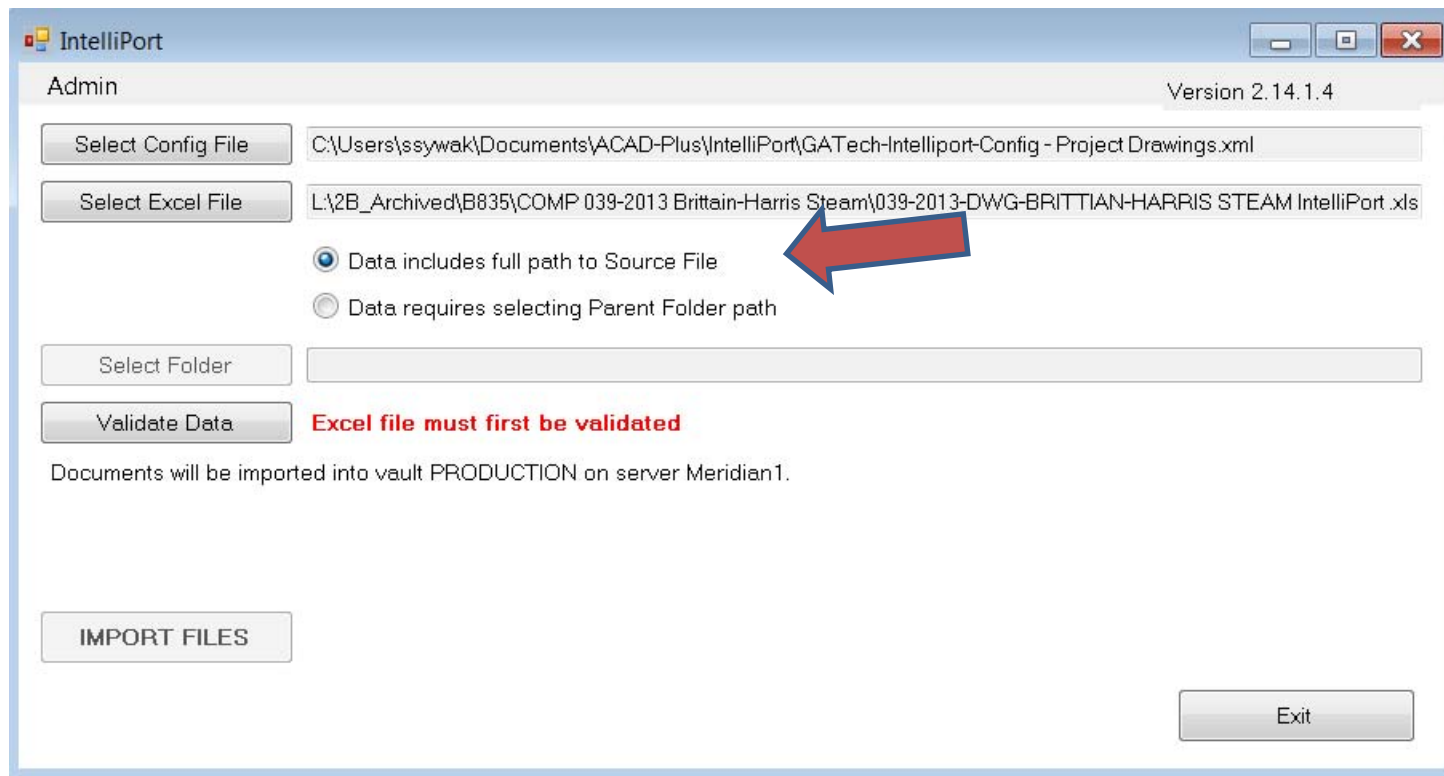 IntelliPort
Admin
Version 2.14.1.4
Select Config File
C:\Users\ssywak\Documents\ACAD-Plus\IntelliPort\GATech-Intelliport-Config - Project Drawings.xml
Select Excel File
L:\2B_Archived\B835\COMP 039-2013 Brittain-Harris Steam\039-2013-DWG-BRITTIAN-HARRIS STEAM IntelliPort .xls
Data includes full path to Source File
Data requires selecting Parent Folder path
Select Folder
Validate Data
Excel file must first be validated
Documents will be imported into vault PRODUCTION on server Meridian1.
IMPORT FILES
Exit